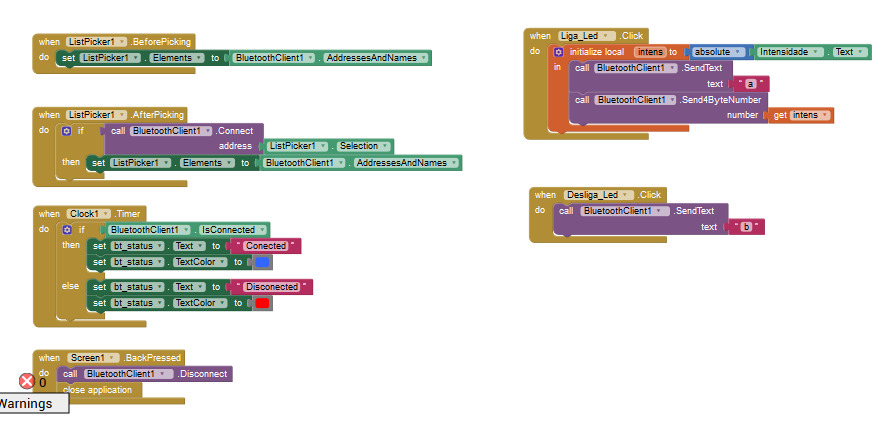 when ListPicker1 .BeforePicking
do set ListPicker1 . Elements to BluetoothClient1 . AddressesAndNames
when ListPicker1 .AfterPicking
do if call BluetoothClient1 .Connect
address ListPicker1 . Selection
then set ListPicker1 . Elements to BluetoothClient1 . AddressesAndNames
when Clock1 .Timer
do if BluetoothClient1 . IsConnected
then set bt_status . Text to " Conected "
set bt_status . TextColor to
else set bt_status . Text to " Disconected "
set bt_status . TextColor to
when Screen1 .BackPressed
do call BluetoothClient1 .Disconnect
close application
0
Warnings
when Liga_Led .Click
do initialize local intens to absolute Intensidade . Text
in call BluetoothClient1 .SendText
text " a "
call BluetoothClient1 .Send4ByteNumber
number get intens
when Desliga_Led .Click
do call BluetoothClient1 .SendText
text " b "